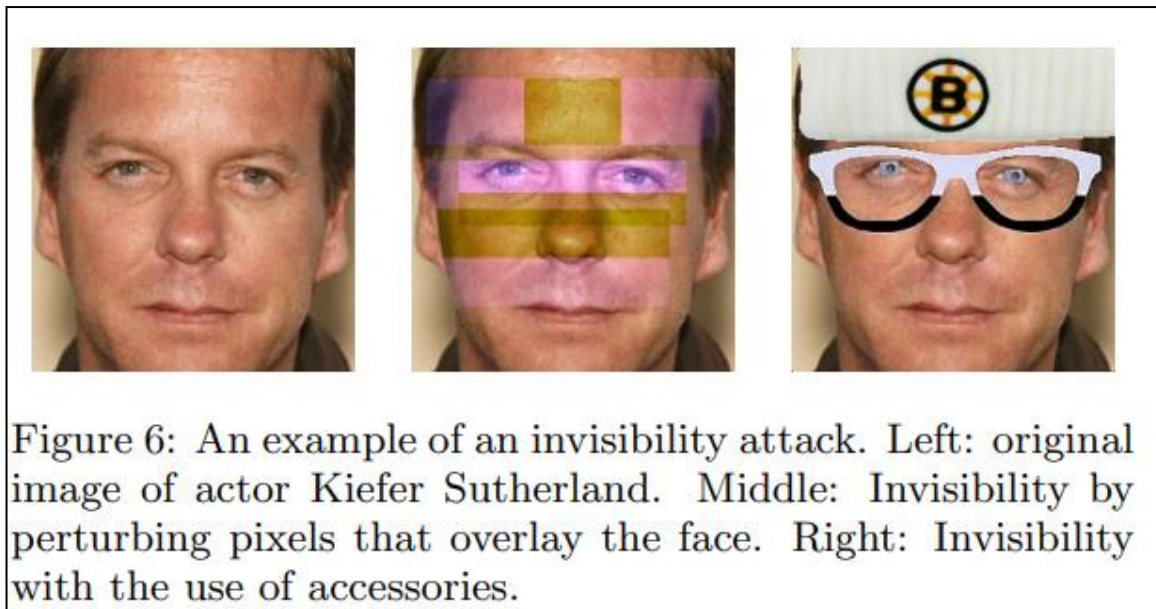 B
Figure 6: An example of an invisibility attack. Left: original
image of actor Kiefer Sutherland. Middle: Invisibility by
perturbing pixels that overlay the face. Right: Invisibility
with the use of accessories.